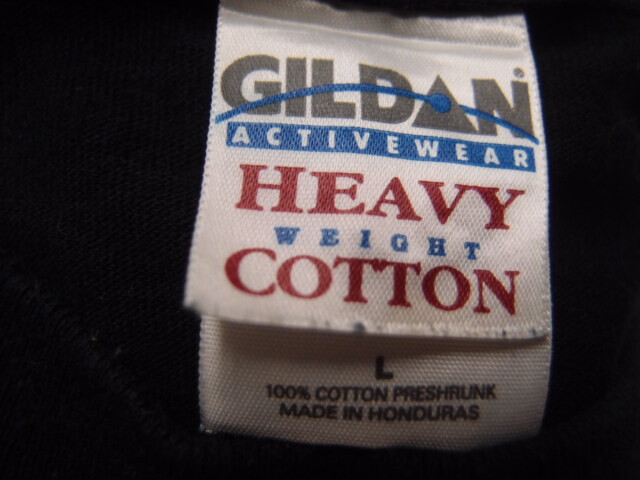 GILDAN®
ACTIVEWEAR
HEAVY
WEIGHT
COTTON
L
100% COTTON PRESHRUNK
MADE IN HONDURAS